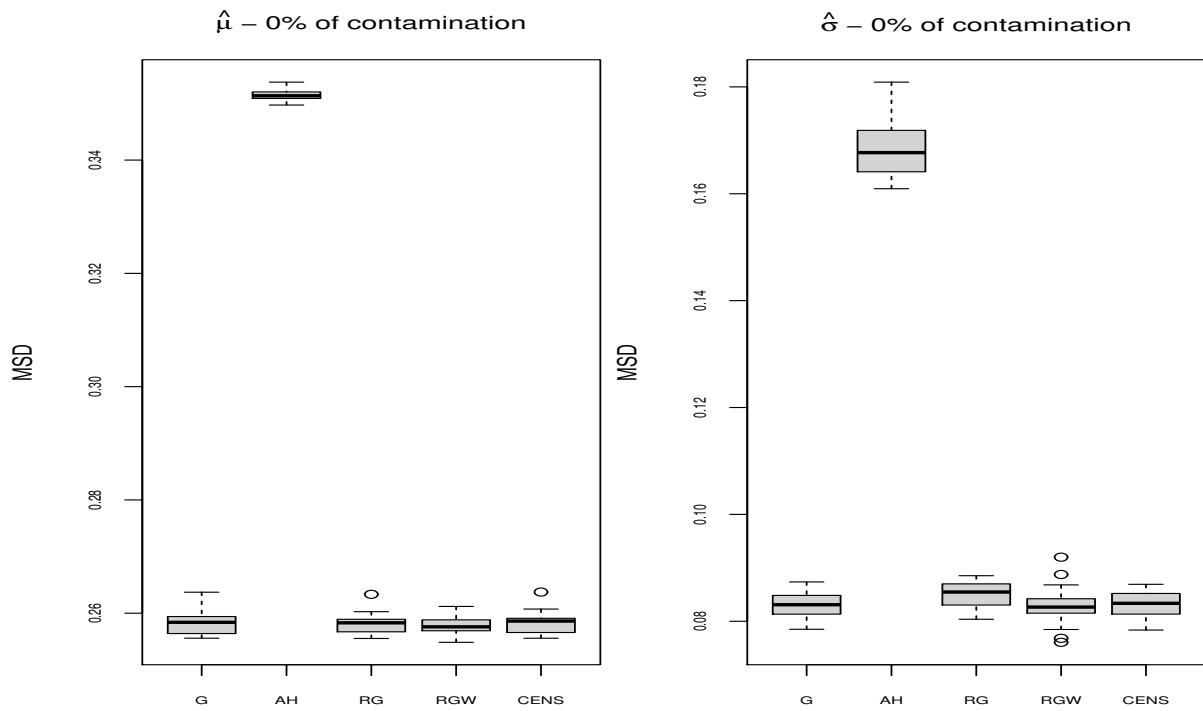 μ̂ – 0% of contamination
MSD
0.34
0.32
0.30
0.28
0.26
G AH RG RGW CENS
σ̂ – 0% of contamination
MSD
0.18
0.16
0.14
0.12
0.10
0.08
G AH RG RGW CENS